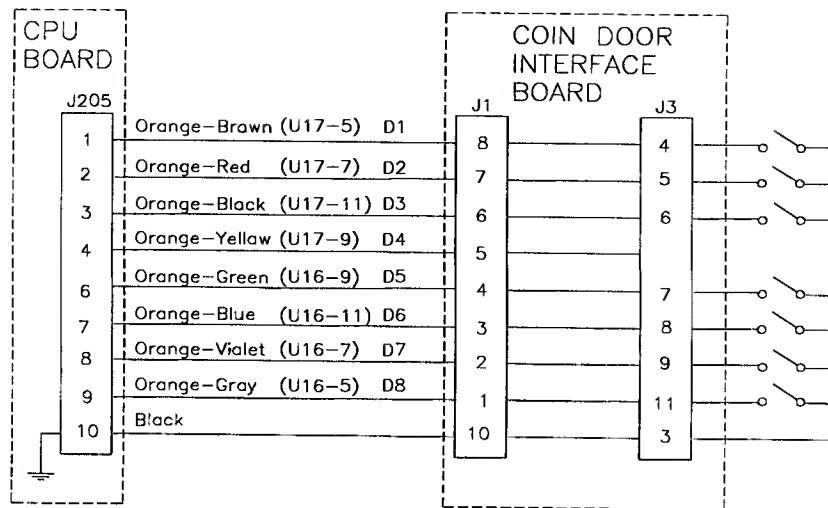 CPU
BOARD
COIN DOOR
INTERFACE
BOARD
J205
J1
J3
1 Orange-Brawn (U17-5) D1 8 4
2 Orange-Red (U17-7) D2 7 5
3 Orange-Black (U17-11) D3 6 6
4 Orange-Yellaw (U17-9) D4 5
6 Orange-Green (U16-9) D5 4 7
7 Orange-Blue (U16-11) D6 3 8
8 Orange-Vialet (U16-7) D7 2 9
9 Orange-Gray (U16-5) D8 1 11
10 Black 10 3